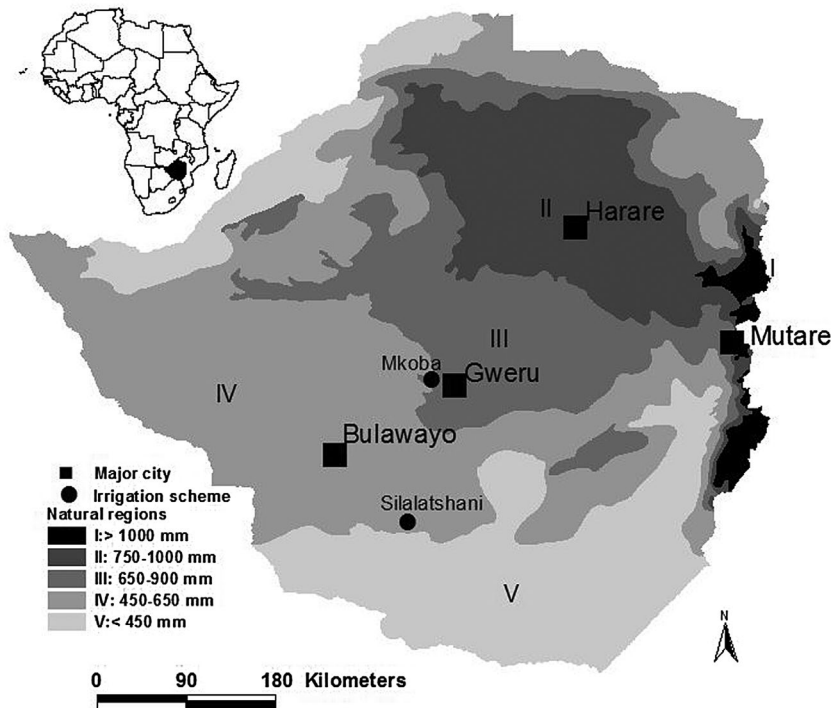 II Harare
I
III
Mutare
Mkoba
Gweru
IV
Bulawayo
Silalatshani
V
Major city
Irrigation scheme
Natural regions
I:> 1000 mm
II: 750-1000 mm
III: 650-900 mm
IV: 450-650 mm
V:< 450 mm
N
0 90 180 Kilometers